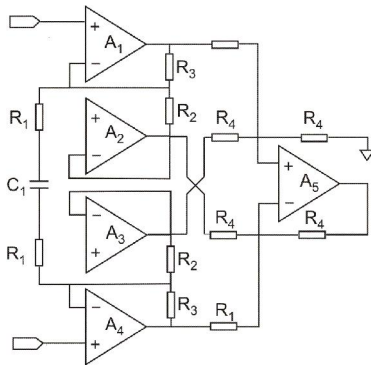 +
A1
−
R3
R1
+
A2
−
R2
R4
R4
C1
+
A5
−
−
A3
+
R4
R4
R1
R2
−
A4
+
R3
R1